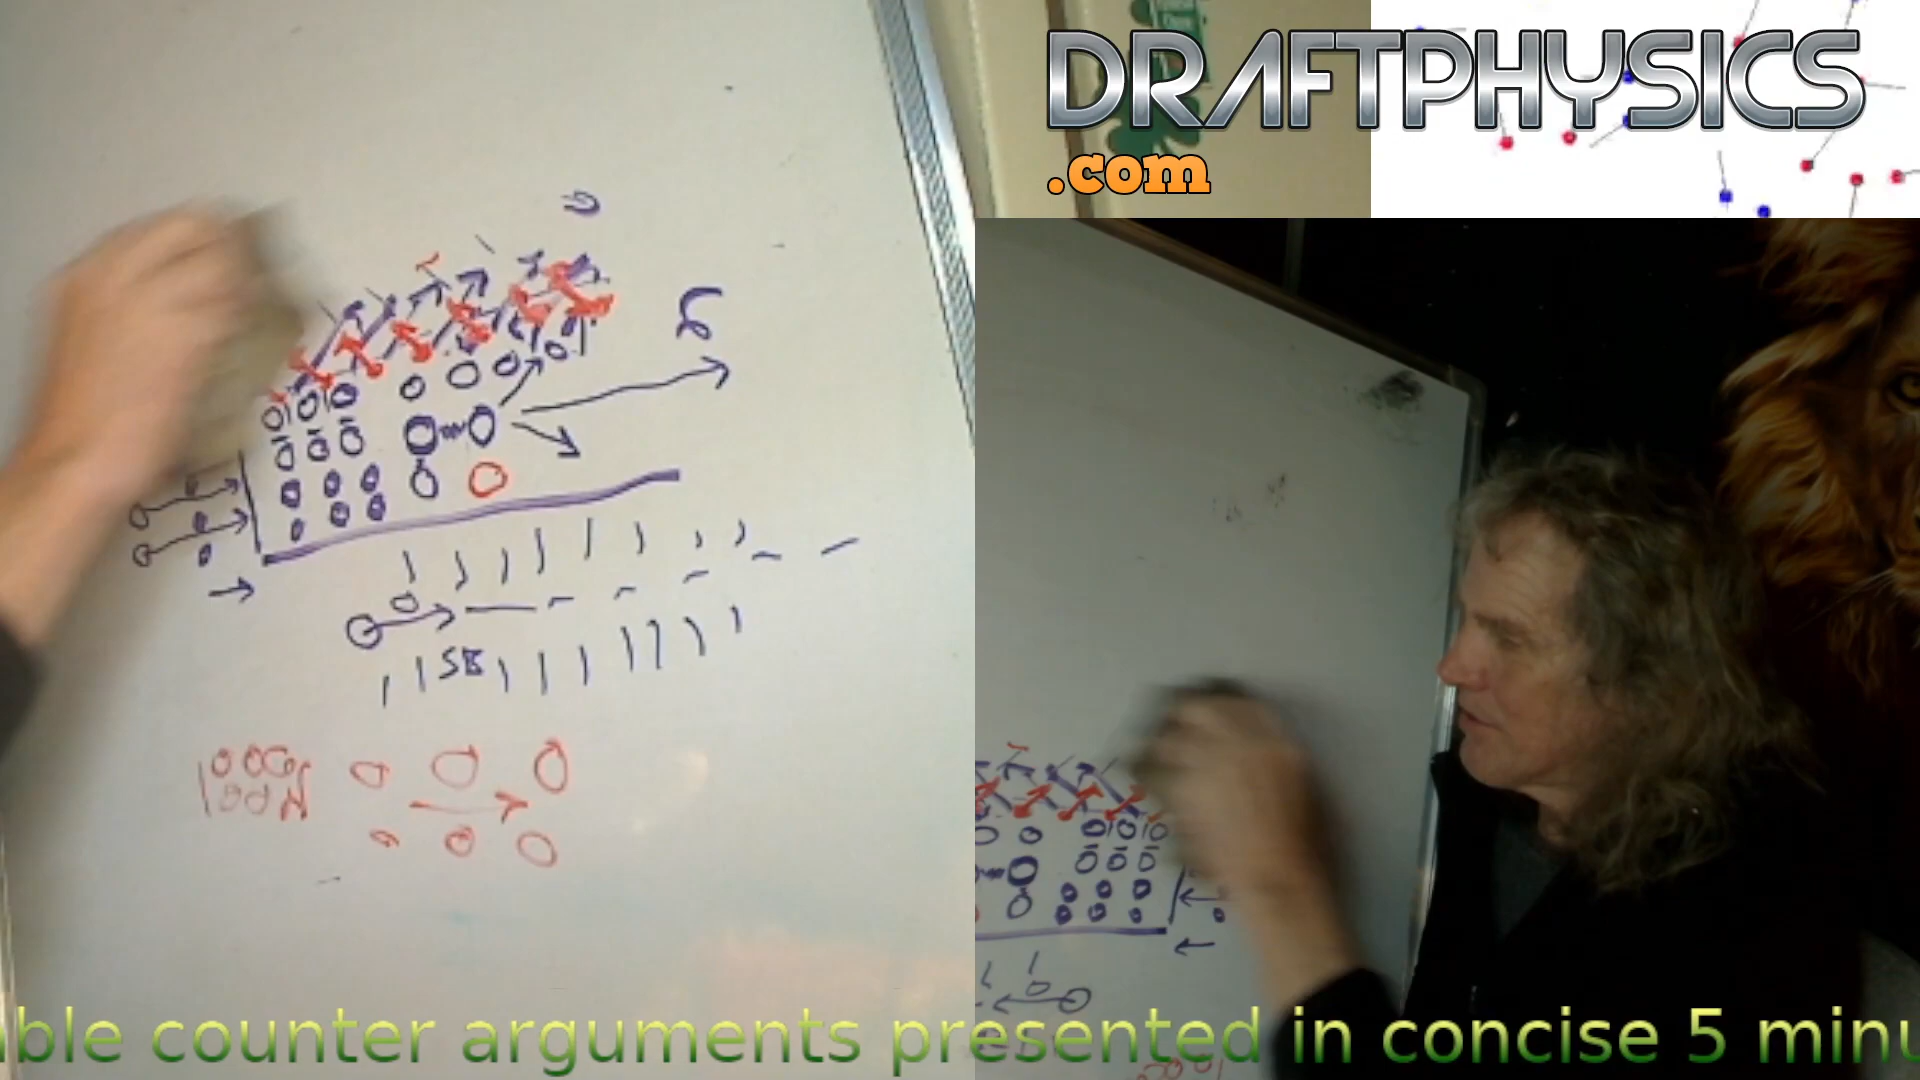 DRAFTPHYSICS
.com
ble counter arguments presented in concise 5 minu